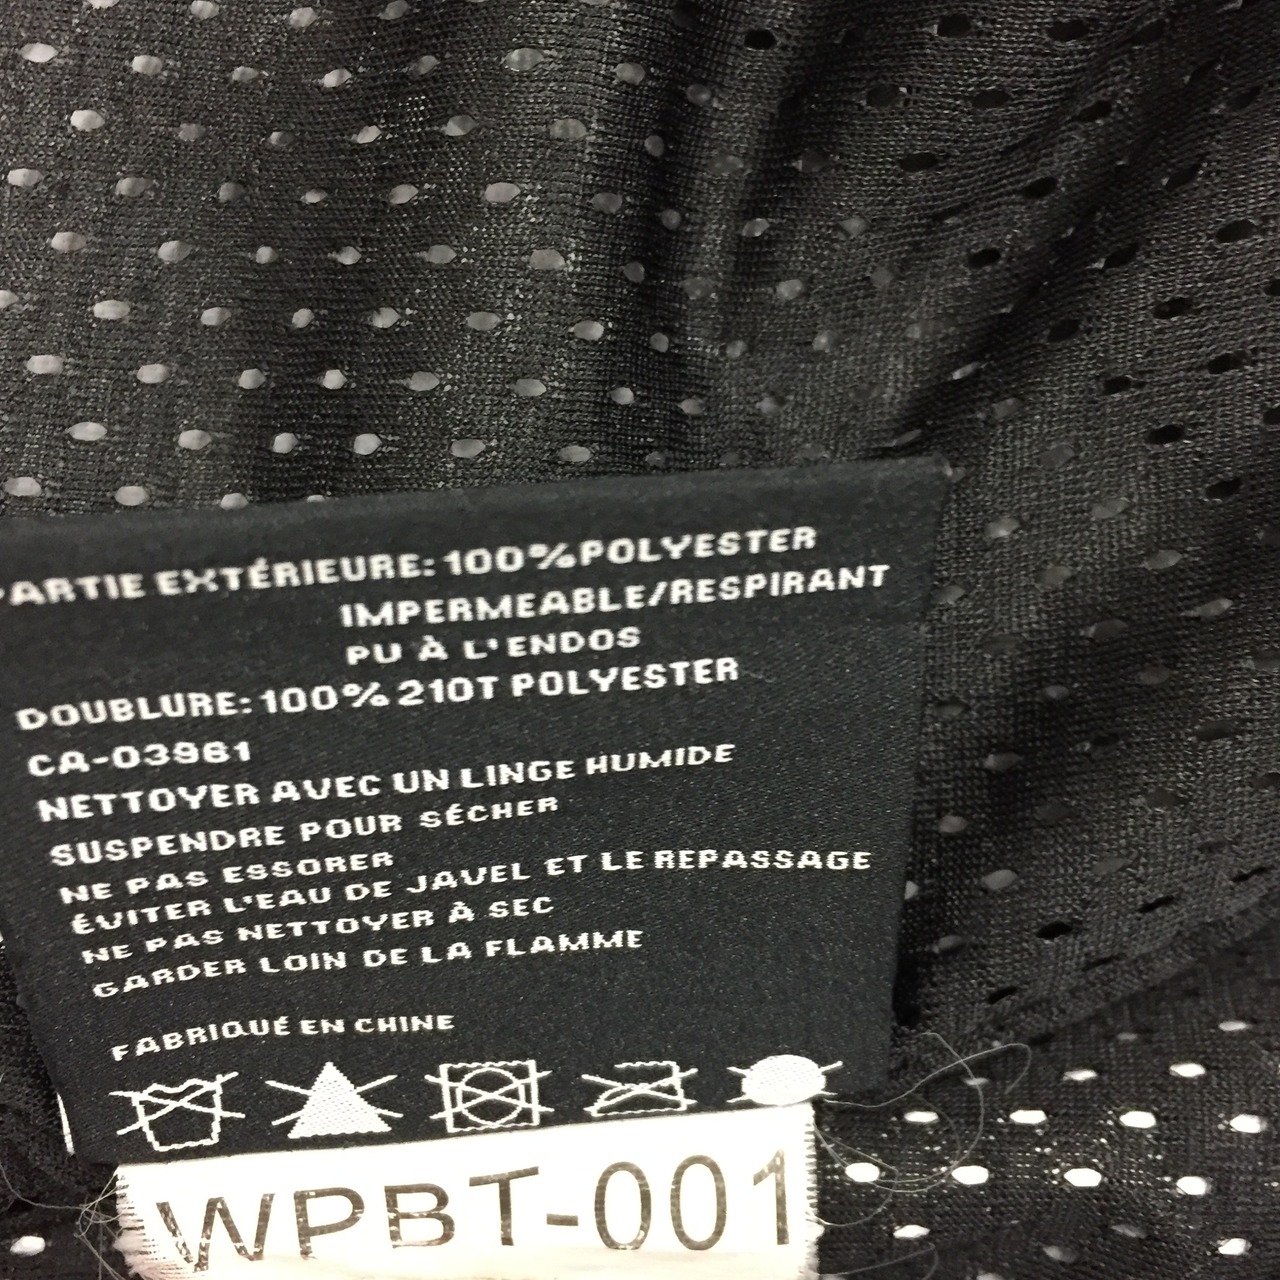 PARTIE EXTÉRIEURE: 100% POLYESTER
IMPERMEABLE/RESPIRANT
PU À L'ENDOS
DOUBLURE: 100% 210T POLYESTER
CA-03961
NETTOYER AVEC UN LINGE HUMIDE
SUSPENDRE POUR SÉCHER
NE PAS ESSORER
ÉVITER L'EAU DE JAVEL ET LE REPASSAGE
NE PAS NETTOYER À SEC
GARDER LOIN DE LA FLAMME
FABRIQUÉ EN CHINE
WPBT-001